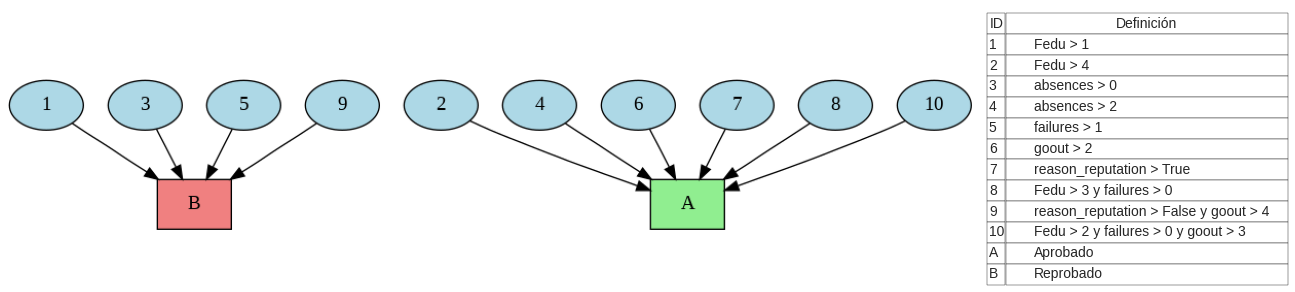 1 3 5 9 2 4 6 7 8 10
B A
ID Definición
1 Fedu > 1
2 Fedu > 4
3 absences > 0
4 absences > 2
5 failures > 1
6 goout > 2
7 reason_reputation > True
8 Fedu > 3 y failures > 0
9 reason_reputation > False y goout > 4
10 Fedu > 2 y failures > 0 y goout > 3
A Aprobado
B Reprobado